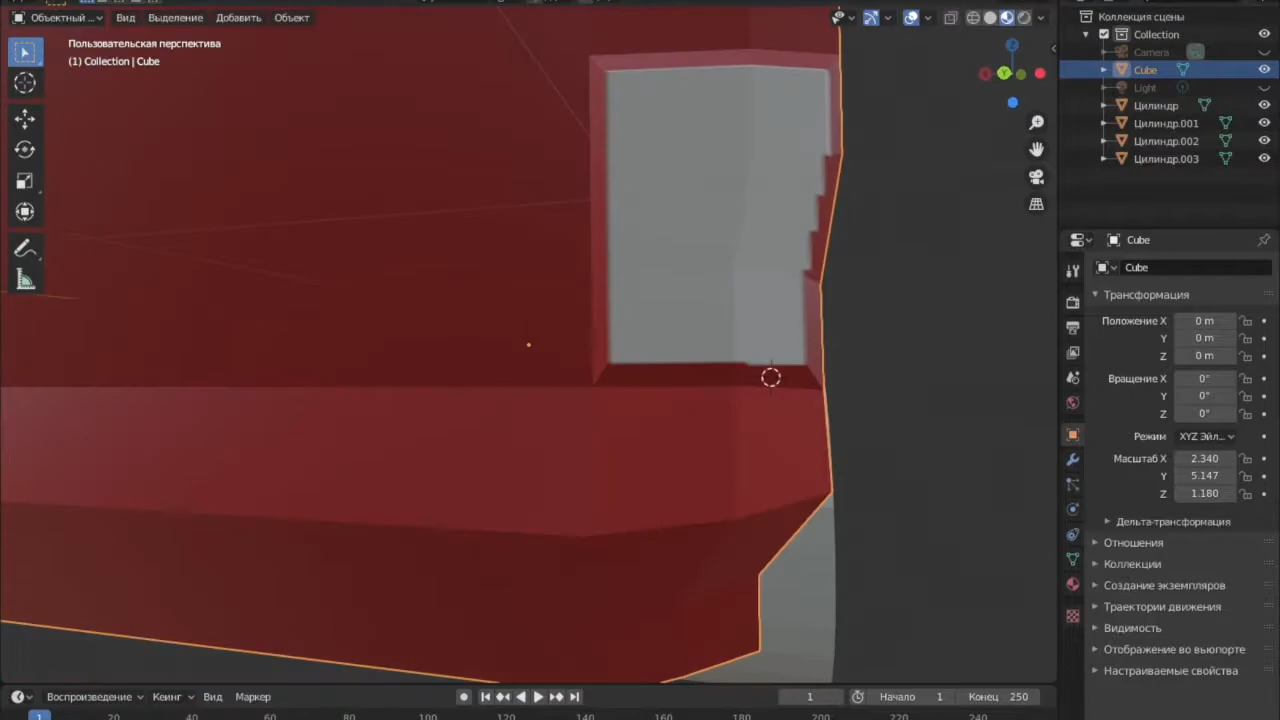 Объектный ...
Вид
Выделение
Добавить
Объект
Пользовательская перспектива
(1) Collection | Cube
Y
Коллекция сцены
Collection
Camera
Cube
Light
Цилиндр
Цилиндр.001
Цилиндр.002
Цилиндр.003
Cube
Cube
Трансформация
Положение X 0 m
Y 0 m
Z 0 m
Вращение X 0°
Y 0°
Z 0°
Режим XYZ Эйл...
Масштаб X 2.340
Y 5.147
Z 1.180
Дельта-трансформация
Отношения
Коллекции
Создание экземпляров
Траектории движения
Видимость
Отображение во вьюпорте
Настраиваемые свойства
Воспроизведение Кеинг Вид Маркер 1 Начало 1 Конец 250
1 20 40 60 80 100 120 140 160 180 200 220 240